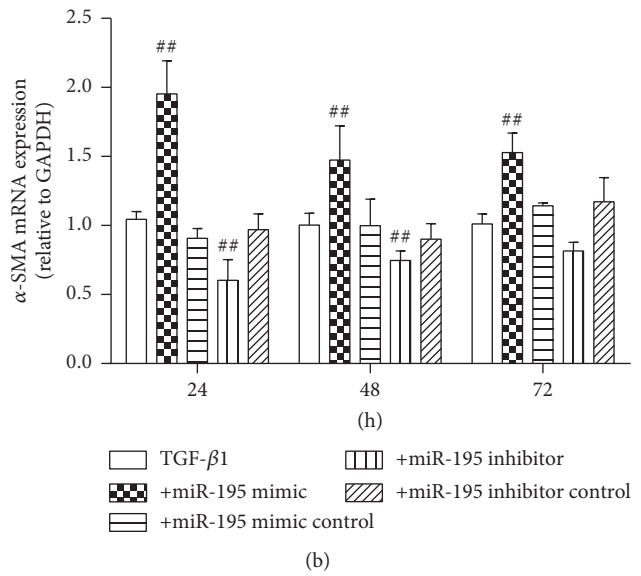 α-SMA mRNA expression
(relative to GAPDH)
2.5
2.0
1.5
1.0
0.5
0.0
##
##
##
##
##
24
48
72
(h)
TGF-β1
+miR-195 mimic
+miR-195 mimic control
+miR-195 inhibitor
+miR-195 inhibitor control
(b)